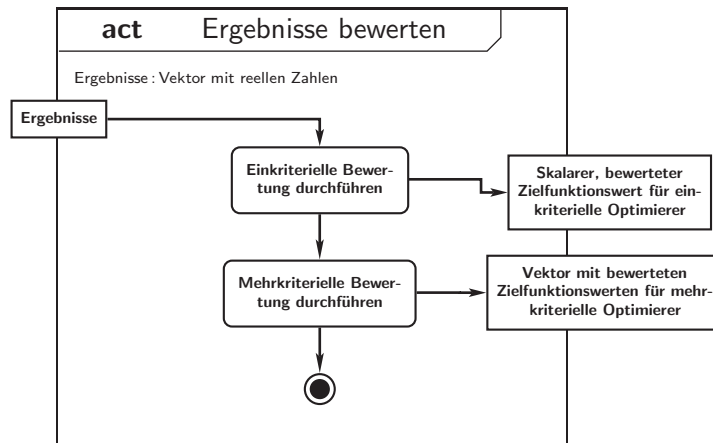 act Ergebnisse bewerten
Ergebnisse : Vektor mit reellen Zahlen
Ergebnisse
Einkriterielle Bewer-
tung durchführen
Skalarer, bewerteter
Zielfunktionswert für ein-
kriterielle Optimierer
Mehrkriterielle Bewer-
tung durchführen
Vektor mit bewerteten
Zielfunktionswerten für mehr-
kriterielle Optimierer